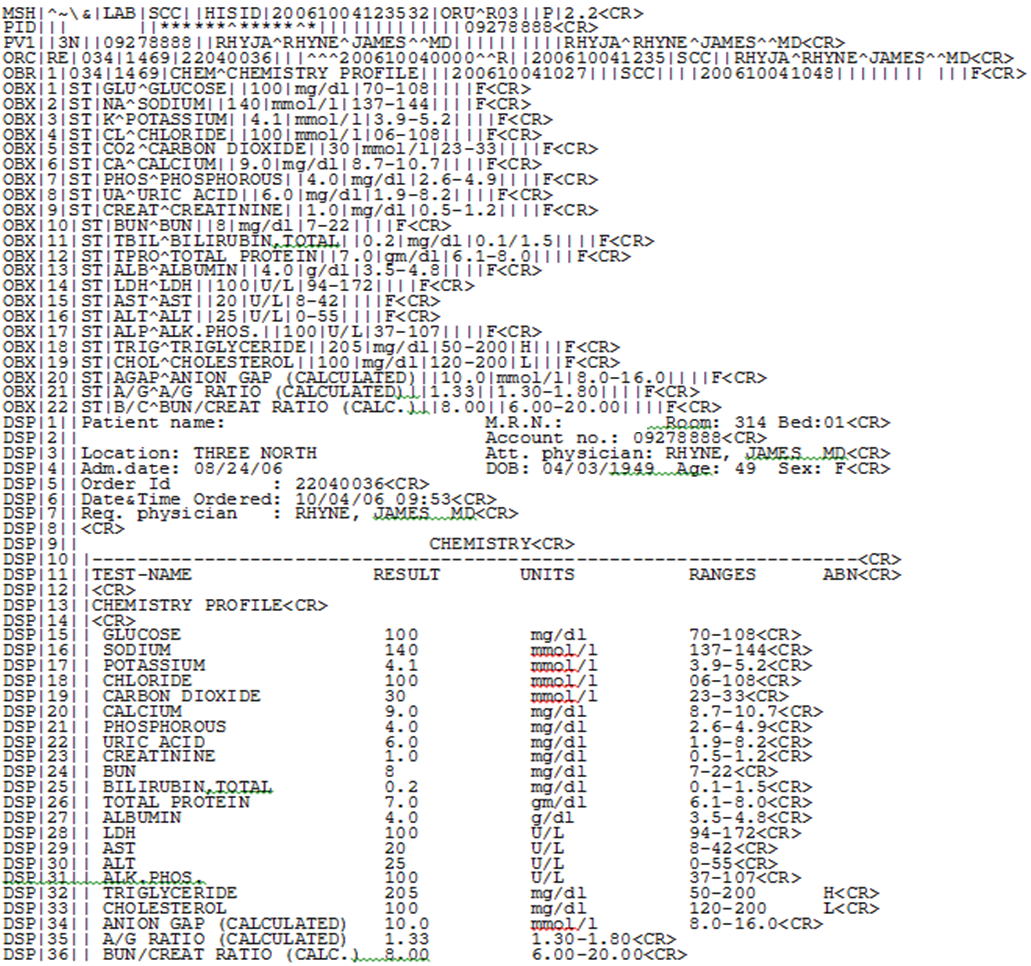 MSH|^~\&|LAB|SCC||HISID|20061004123532|ORU^R03||P|2.2<CR>
PID||| ||******^*****^*|||||||||||||09278888<CR>
PV1||3N||09278888||RHYJA^RHYNE^JAMES^^MD||||||||||RHYJA^RHYNE^JAMES^^MD<CR>
ORC|RE|034|1469|22040036|||^^^200610040000^^R||200610041235|SCC||RHYJA^RHYNE^JAMES^^MD<CR>
OBR|1|034|1469|CHEM^CHEMISTRY PROFILE|||200610041027|||SCC||||200610041048|||||||| ||||F<CR>
OBX|1|ST|GLU^GLUCOSE||100|mg/dl|70-108||||F<CR>
OBX|2|ST|NA^SODIUM||140|mmol/l|137-144||||F<CR>
OBX|3|ST|K^POTASSIUM||4.1|mmol/l|3.9-5.2||||F<CR>
OBX|4|ST|CL^CHLORIDE||100|mmol/l|06-108||||F<CR>
OBX|5|ST|CO2^CARBON DIOXIDE||30|mmol/l|23-33||||F<CR>
OBX|6|ST|CA^CALCIUM||9.0|mg/dl|8.7-10.7||||F<CR>
OBX|7|ST|PHOS^PHOSPHOROUS||4.0|mg/dl|2.6-4.9||||F<CR>
OBX|8|ST|UA^URIC ACID||6.0|mg/dl|1.9-8.2||||F<CR>
OBX|9|ST|CREAT^CREATININE||1.0|mg/dl|0.5-1.2||||F<CR>
OBX|10|ST|BUN^BUN||8|mg/dl|7-22||||F<CR>
OBX|11|ST|TBIL^BILIRUBIN,TOTAL||0.2|mg/dl|0.1/1.5||||F<CR>
OBX|12|ST|TPRO^TOTAL PROTEIN||7.0|gm/dl|6.1-8.0||||F<CR>
OBX|13|ST|ALB^ALBUMIN||4.0|g/dl|3.5-4.8||||F<CR>
OBX|14|ST|LDH^LDH||100|U/L|94-172||||F<CR>
OBX|15|ST|AST^AST||20|U/L|8-42||||F<CR>
OBX|16|ST|ALT^ALT||25|U/L|0-55||||F<CR>
OBX|17|ST|ALP^ALK.PHOS.||100|U/L|37-107||||F<CR>
OBX|18|ST|TRIG^TRIGLYCERIDE||205|mg/dl|50-200|H|||F<CR>
OBX|19|ST|CHOL^CHOLESTEROL||100|mg/dl|120-200|L|||F<CR>
OBX|20|ST|AGAP^ANION GAP (CALCULATED)||10.0|mmol/l|8.0-16.0||||F<CR>
OBX|21|ST|A/G^A/G RATIO (CALCULATED)||1.33||1.30-1.80||||F<CR>
OBX|22|ST|B/C^BUN/CREAT RATIO (CALC.)||8.00||6.00-20.00||||F<CR>
DSP|1||Patient name: M.R.N.: Room: 314 Bed:01<CR>
DSP|2|| Account no.: 09278888<CR>
DSP|3||Location: THREE NORTH Att. physician: RHYNE, JAMES MD<CR>
DSP|4||Adm.date: 08/24/06 DOB: 04/03/1949 Age: 49 Sex: F<CR>
DSP|5||Order Id : 22040036<CR>
DSP|6||Date&Time Ordered: 10/04/06 09:53<CR>
DSP|7||Req. physician : RHYNE, JAMES MD<CR>
DSP|8||<CR>
DSP|9|| CHEMISTRY<CR>
DSP|10||------------------------------------------------------------------------------<CR>
DSP|11||TEST-NAME RESULT UNITS RANGES ABN<CR>
DSP|12||<CR>
DSP|13||CHEMISTRY PROFILE<CR>
DSP|14||<CR>
DSP|15|| GLUCOSE 100 mg/dl 70-108<CR>
DSP|16|| SODIUM 140 mmol/l 137-144<CR>
DSP|17|| POTASSIUM 4.1 mmol/l 3.9-5.2<CR>
DSP|18|| CHLORIDE 100 mmol/l 06-108<CR>
DSP|19|| CARBON DIOXIDE 30 mmol/l 23-33<CR>
DSP|20|| CALCIUM 9.0 mg/dl 8.7-10.7<CR>
DSP|21|| PHOSPHOROUS 4.0 mg/dl 2.6-4.9<CR>
DSP|22|| URIC ACID 6.0 mg/dl 1.9-8.2<CR>
DSP|23|| CREATININE 1.0 mg/dl 0.5-1.2<CR>
DSP|24|| BUN 8 mg/dl 7-22<CR>
DSP|25|| BILIRUBIN,TOTAL 0.2 mg/dl 0.1-1.5<CR>
DSP|26|| TOTAL PROTEIN 7.0 gm/dl 6.1-8.0<CR>
DSP|27|| ALBUMIN 4.0 g/dl 3.5-4.8<CR>
DSP|28|| LDH 100 U/L 94-172<CR>
DSP|29|| AST 20 U/L 8-42<CR>
DSP|30|| ALT 25 U/L 0-55<CR>
DSP|31|| ALK.PHOS. 100 U/L 37-107<CR>
DSP|32|| TRIGLYCERIDE 205 mg/dl 50-200 H<CR>
DSP|33|| CHOLESTEROL 100 mg/dl 120-200 L<CR>
DSP|34|| ANION GAP (CALCULATED) 10.0 mmol/l 8.0-16.0<CR>
DSP|35|| A/G RATIO (CALCULATED) 1.33 1.30-1.80<CR>
DSP|36|| BUN/CREAT RATIO (CALC.) 8.00 6.00-20.00<CR>